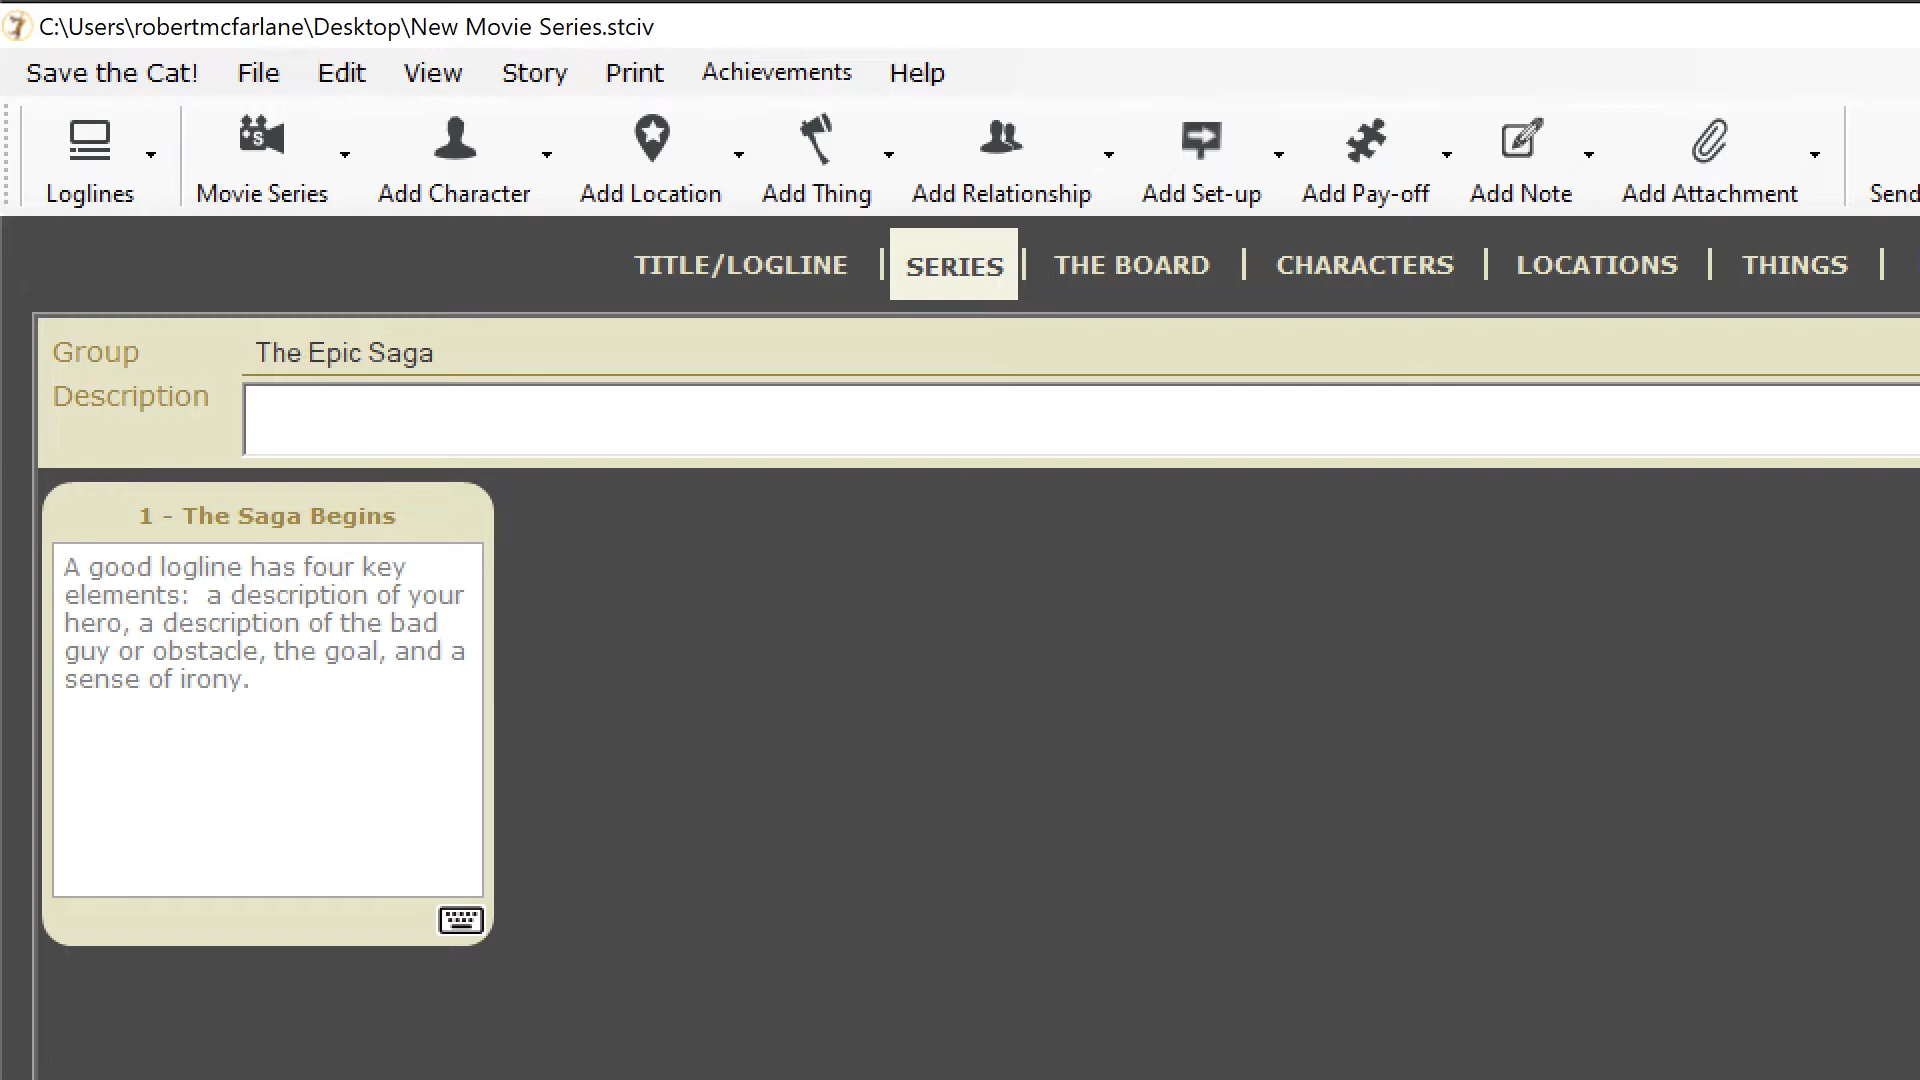 C:\Users\robertmcfarlane\Desktop\New Movie Series.stciv
Save the Cat! File Edit View Story Print Achievements Help
Loglines Movie Series Add Character Add Location Add Thing Add Relationship Add Set-up Add Pay-off Add Note Add Attachment Send
TITLE/LOGLINE | SERIES | THE BOARD | CHARACTERS | LOCATIONS | THINGS |
Group The Epic Saga
Description
1 - The Saga Begins
A good logline has four key
elements:  a description of your
hero, a description of the bad
guy or obstacle, the goal, and a
sense of irony.